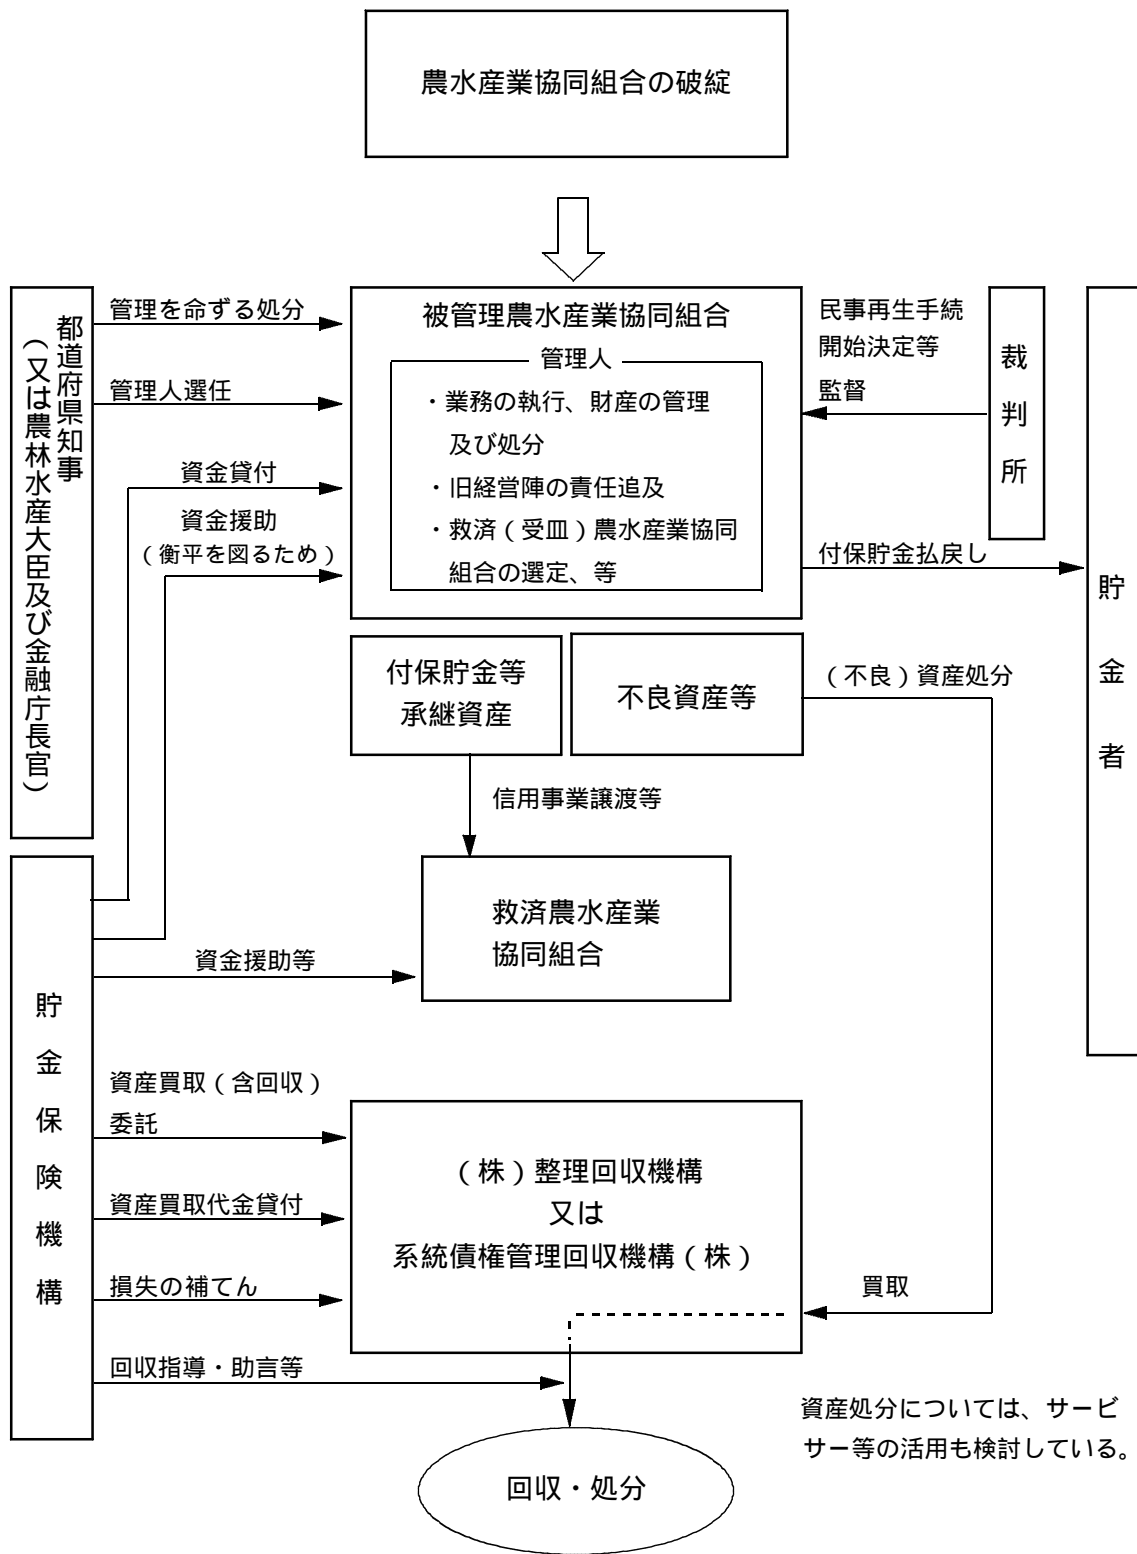 農水産業協同組合の破綻
都道府県知事
（又は農林水産大臣及び金融庁長官）
管理を命ずる処分
管理人選任
資金貸付
資金援助
（衡平を図るため）
被管理農水産業協同組合
管理人
・業務の執行、財産の管理
及び処分
・旧経営陣の責任追及
・救済（受皿）農水産業協同
組合の選定、等
民事再生手続
開始決定等
監督
裁判所
付保貯金払戻し
貯金者
付保貯金等
承継資産
不良資産等
（不良）資産処分
信用事業譲渡等
救済農水産業
協同組合
資金援助等
貯金保険機構
資産買取（含回収）
委託
資産買取代金貸付
損失の補てん
回収指導・助言等
（株）整理回収機構
又は
系統債権管理回収機構（株）
買取
回収・処分
資産処分については、サービ
サー等の活用も検討している。